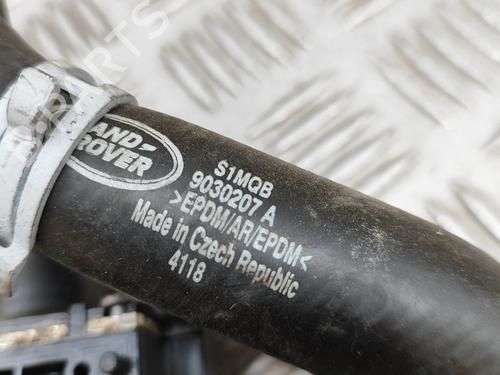 LAND-
ROVER
S1MQB
9030207 A
>EPDM/AR/EPDM<
Made in Czech Republic
4118